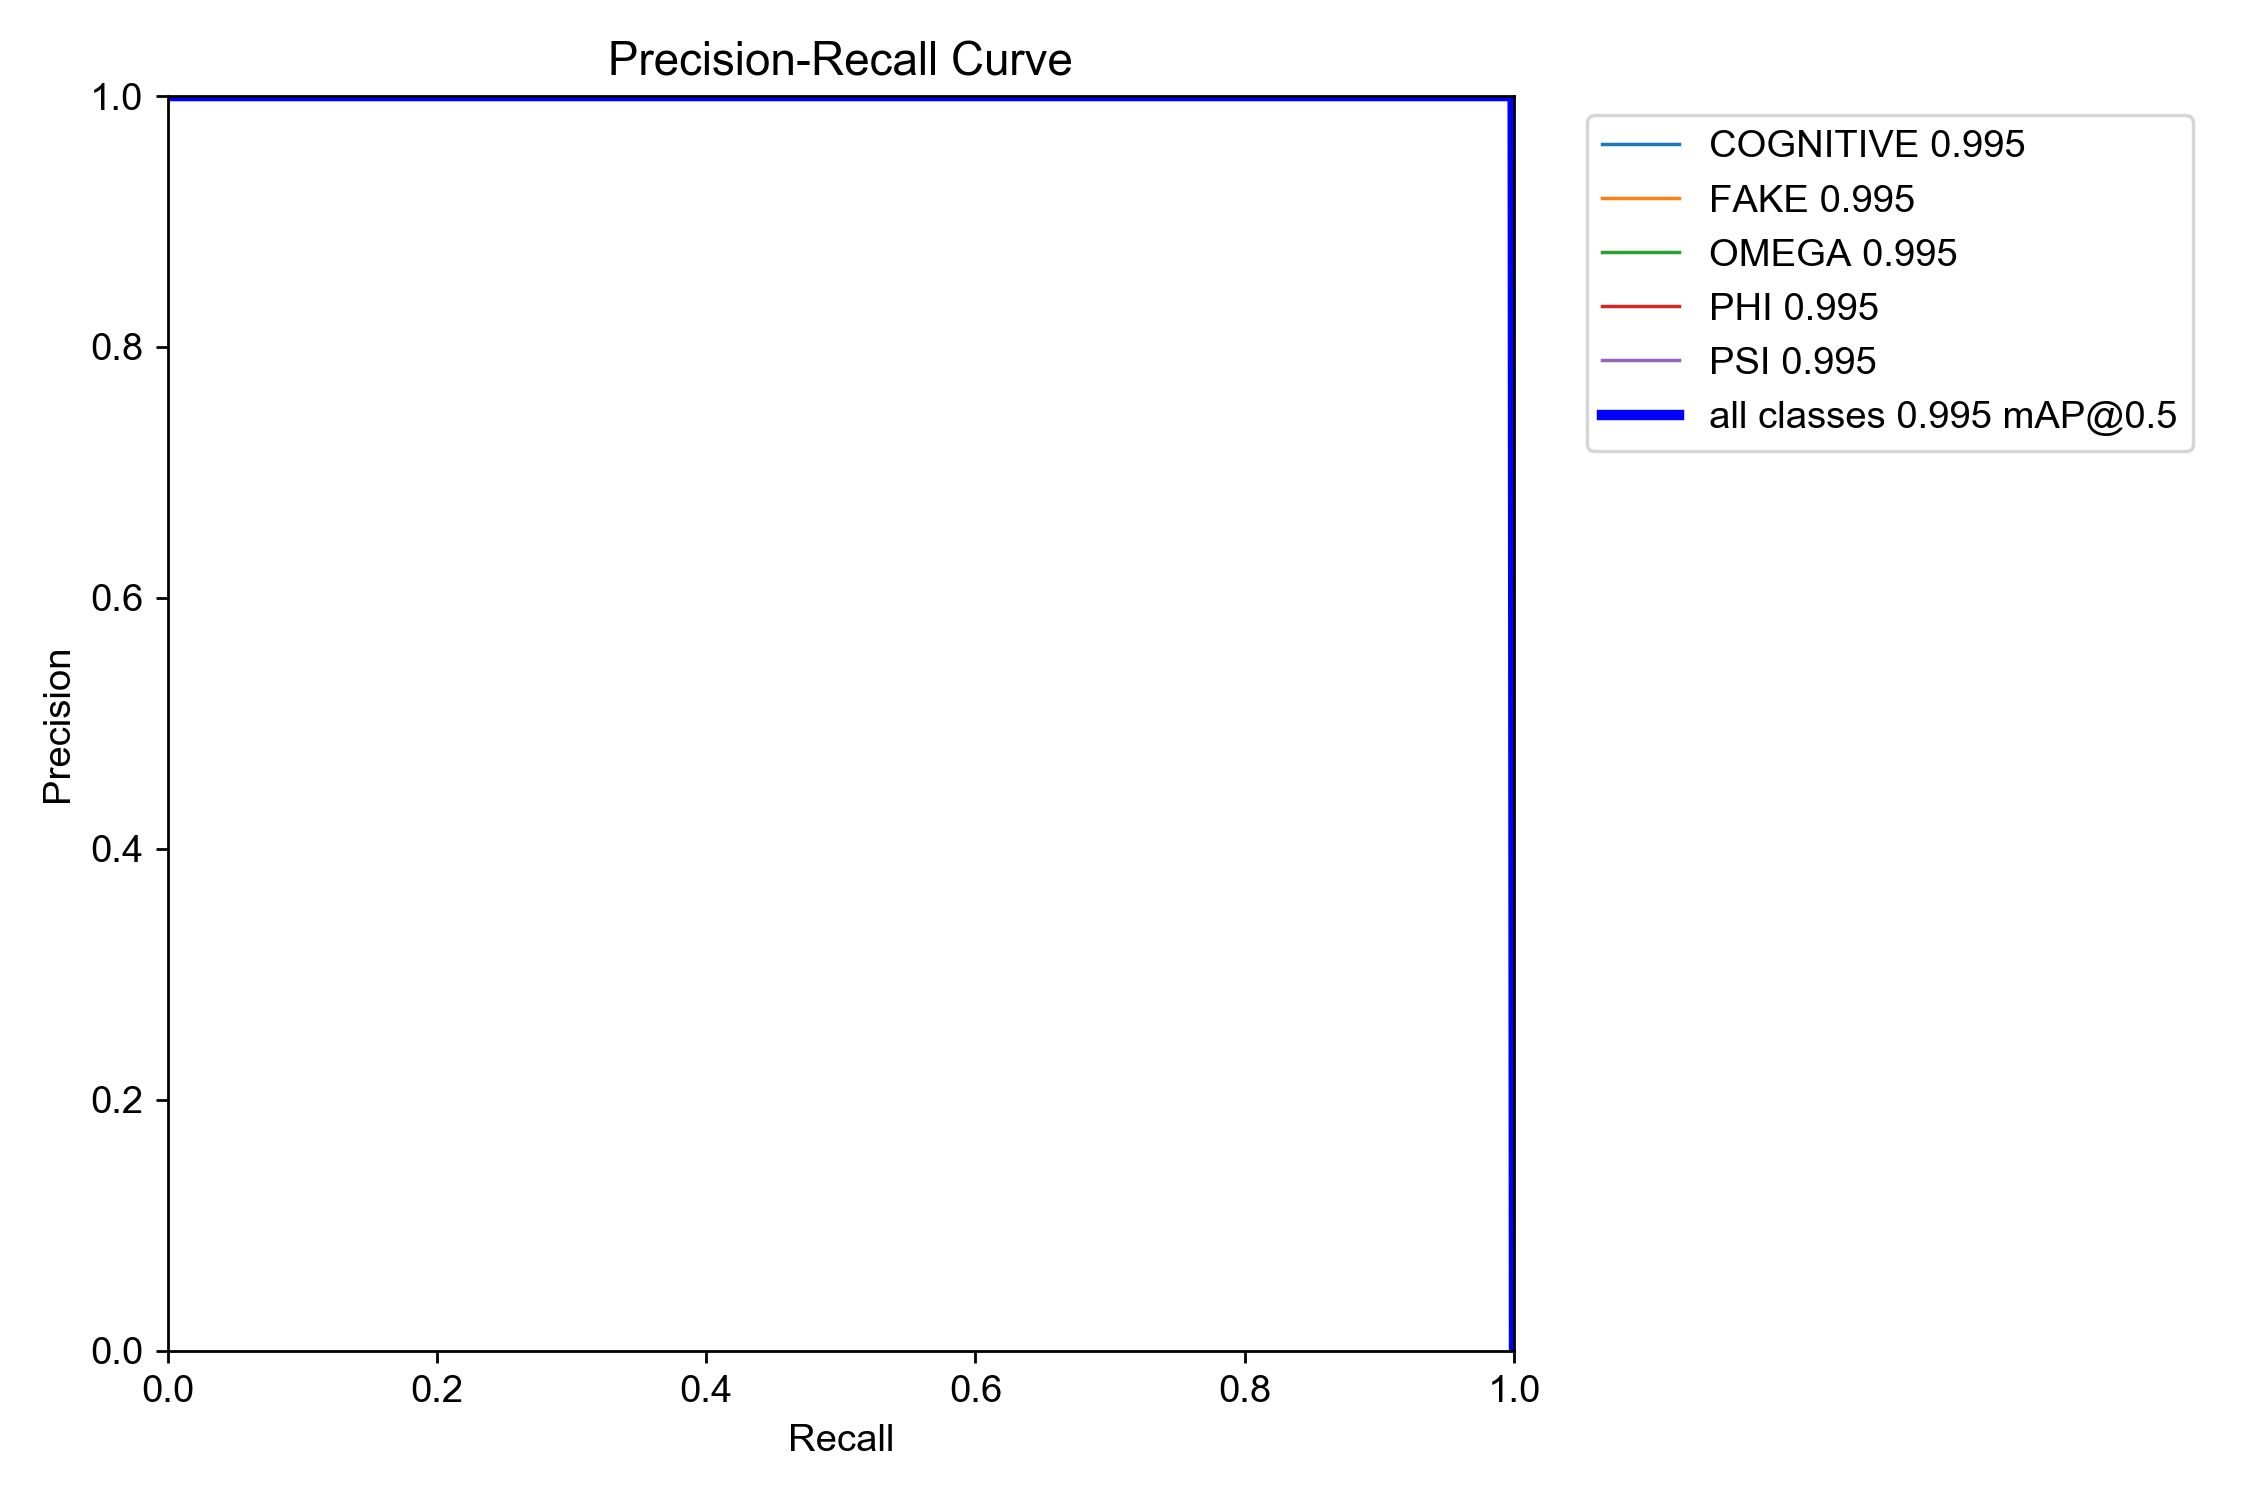 Precision-Recall Curve
1.0
0.8
0.6
0.4
0.2
0.0
Precision
0.0 0.2 0.4 0.6 0.8 1.0
Recall
COGNITIVE 0.995
FAKE 0.995
OMEGA 0.995
PHI 0.995
PSI 0.995
all classes 0.995 mAP@0.5